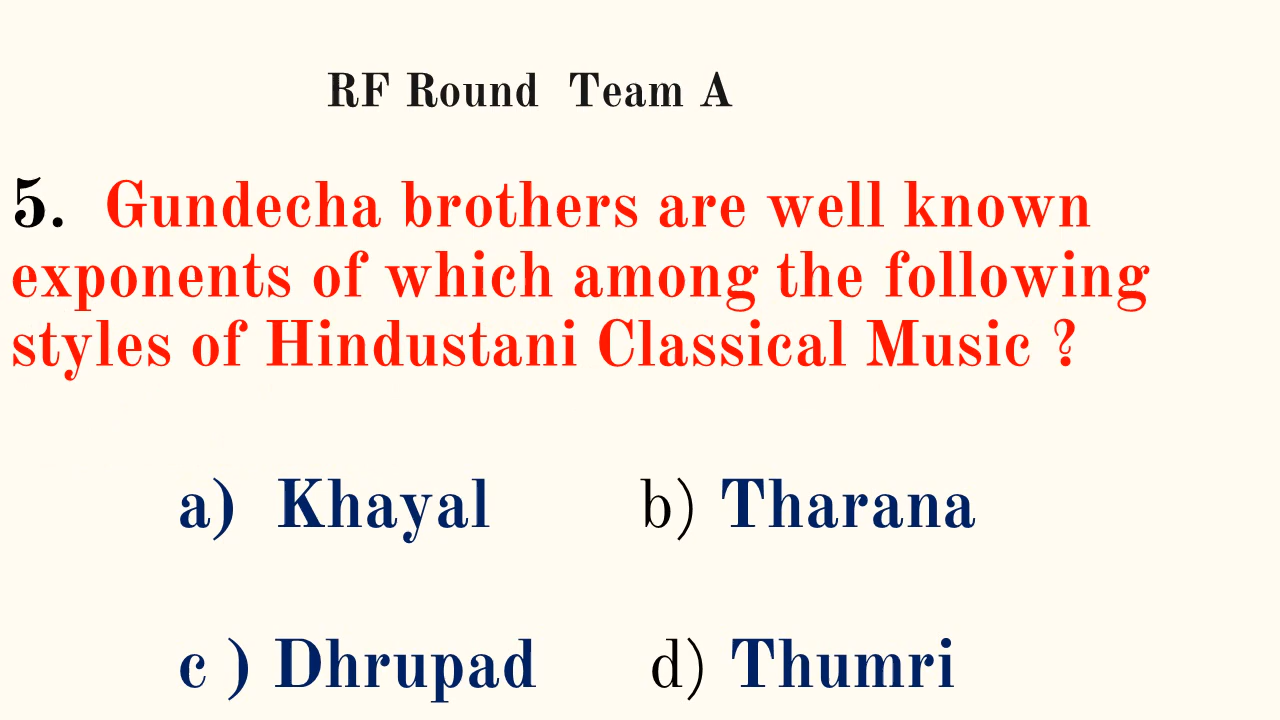 RF Round Team A
5. Gundecha brothers are well known
exponents of which among the following
styles of Hindustani Classical Music ?
a) Khayal b) Tharana
c ) Dhrupad d) Thumri